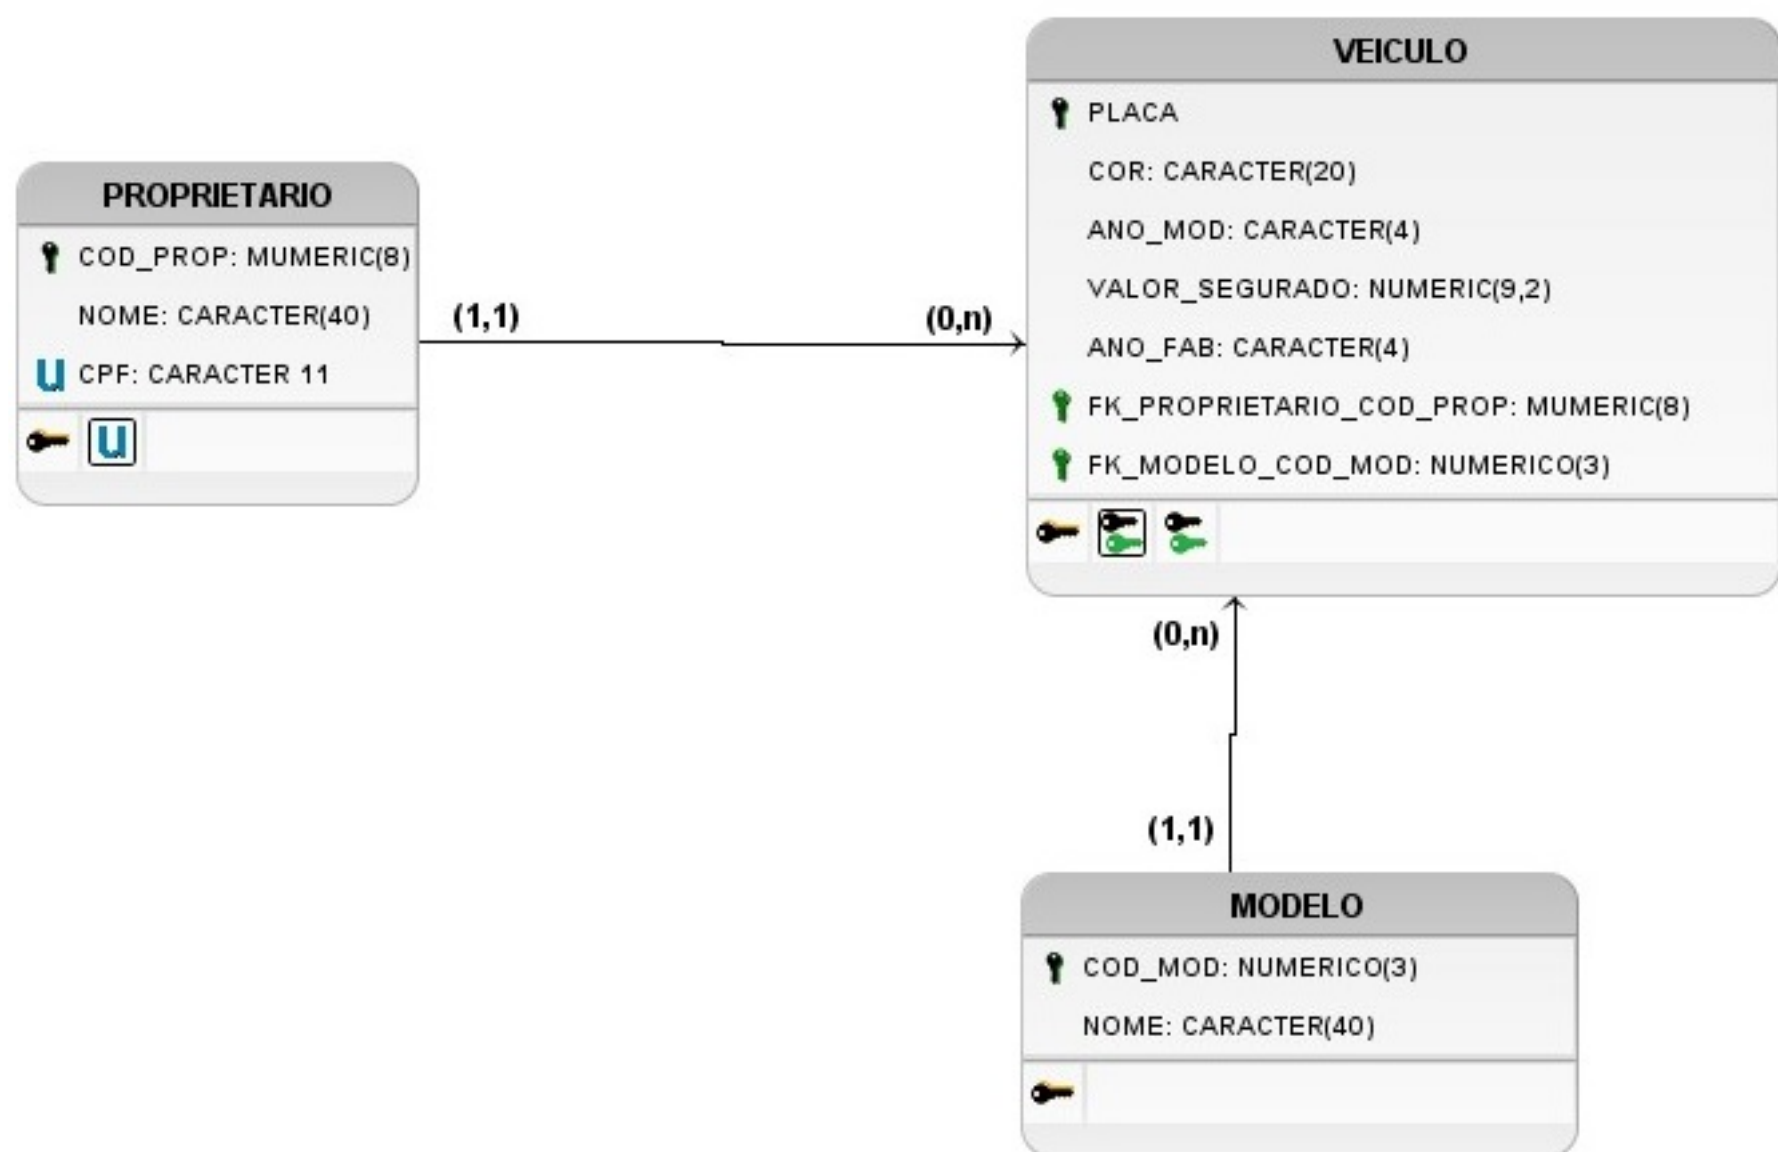 PROPRIETARIO
COD_PROP: MUMERIC(8)
NOME: CARACTER(40)
U CPF: CARACTER 11
U
(1,1)
(0,n)
VEICULO
PLACA
COR: CARACTER(20)
ANO_MOD: CARACTER(4)
VALOR_SEGURADO: NUMERIC(9,2)
ANO_FAB: CARACTER(4)
FK_PROPRIETARIO_COD_PROP: MUMERIC(8)
FK_MODELO_COD_MOD: NUMERICO(3)
(0,n)
(1,1)
MODELO
COD_MOD: NUMERICO(3)
NOME: CARACTER(40)